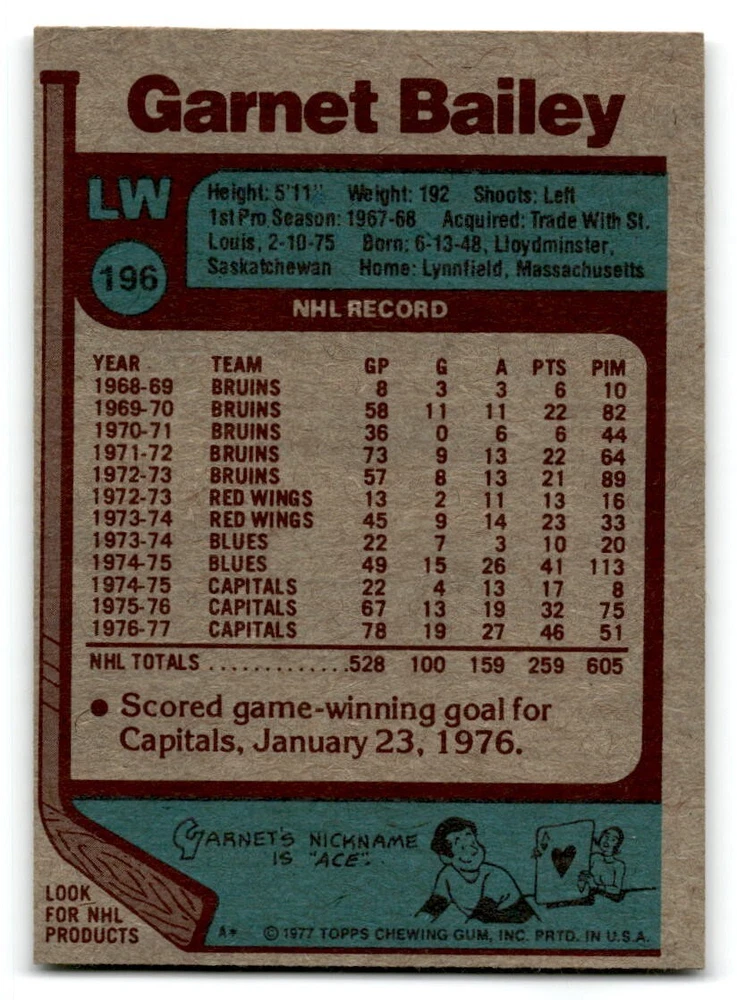 Garnet Bailey
LW
196
Height: 5'11" Weight: 192 Shoots: Left
1st Pro Season: 1967-68 Acquired: Trade With St.
Louis, 2-10-75 Born: 6-13-48, Lloydminster,
Saskatchewan Home: Lynnfield, Massachusetts
NHL RECORD
YEAR TEAM GP G A PTS PIM
1968-69 BRUINS 8 3 3 6 10
1969-70 BRUINS 58 11 11 22 82
1970-71 BRUINS 36 0 6 6 44
1971-72 BRUINS 73 9 13 22 64
1972-73 BRUINS 57 8 13 21 89
1972-73 RED WINGS 13 2 11 13 16
1973-74 RED WINGS 45 9 14 23 33
1973-74 BLUES 22 7 3 10 20
1974-75 BLUES 49 15 26 41 113
1974-75 CAPITALS 22 4 13 17 8
1975-76 CAPITALS 67 13 19 32 75
1976-77 CAPITALS 78 19 27 46 51
NHL TOTALS . . . . . . . . . . . . .528 100 159 259 605
● Scored game-winning goal for
Capitals, January 23, 1976.
GARNET'S NICKNAME
IS "ACE".
A
LOOK
FOR NHL
PRODUCTS
A* © 1977 TOPPS CHEWING GUM, INC. PRTD. IN U.S.A.